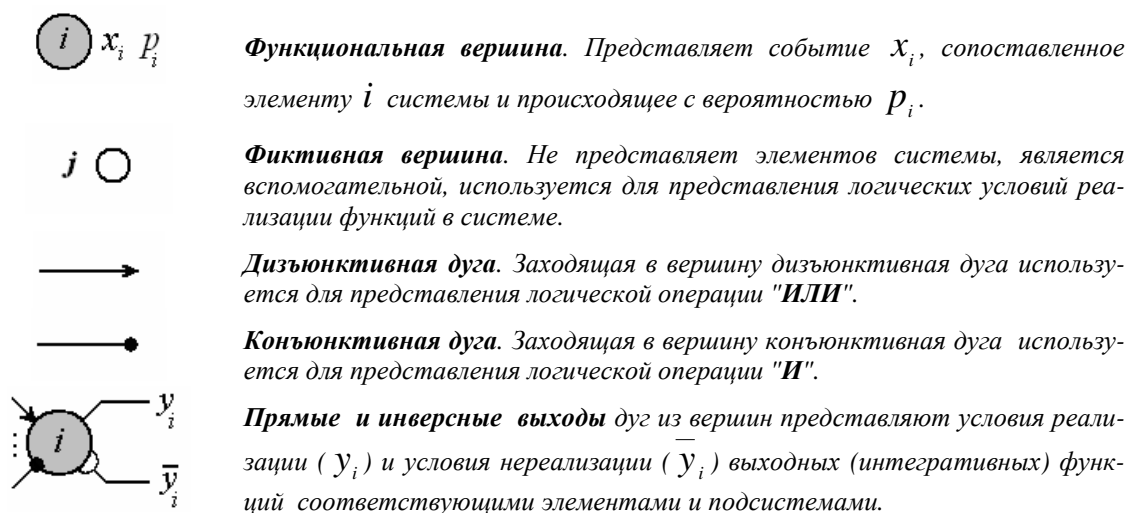 i x_i p_i
Функциональная вершина. Представляет событие x_i, сопоставленное
элементу i системы и происходящее с вероятностью p_i.
j
Фиктивная вершина. Не представляет элементов системы, является
вспомогательной, используется для представления логических условий реа-
лизации функций в системе.
Дизъюнктивная дуга. Заходящая в вершину дизъюнктивная дуга использу-
ется для представления логической операции "ИЛИ".
Конъюнктивная дуга. Заходящая в вершину конъюнктивная дуга использу-
ется для представления логической операции "И".
i y_i
y̅_i
Прямые и инверсные выходы дуг из вершин представляют условия реали-
зации ( y_i ) и условия нереализации ( y̅_i ) выходных (интегративных) функ-
ций соответствующими элементами и подсистемами.